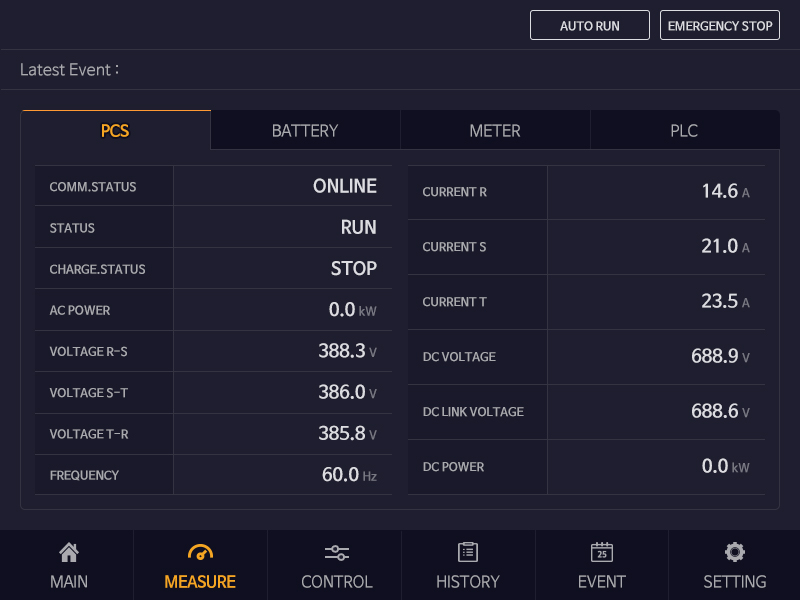 AUTO RUN
EMERGENCY STOP
Latest Event :
PCS
BATTERY
METER
PLC
COMM.STATUS ONLINE
STATUS RUN
CHARGE.STATUS STOP
AC POWER 0.0 kW
VOLTAGE R-S 388.3 V
VOLTAGE S-T 386.0 V
VOLTAGE T-R 385.8 V
FREQUENCY 60.0 Hz
CURRENT R 14.6 A
CURRENT S 21.0 A
CURRENT T 23.5 A
DC VOLTAGE 688.9 V
DC LINK VOLTAGE 688.6 V
DC POWER 0.0 kW
MAIN
MEASURE
CONTROL
HISTORY
25
EVENT
SETTING